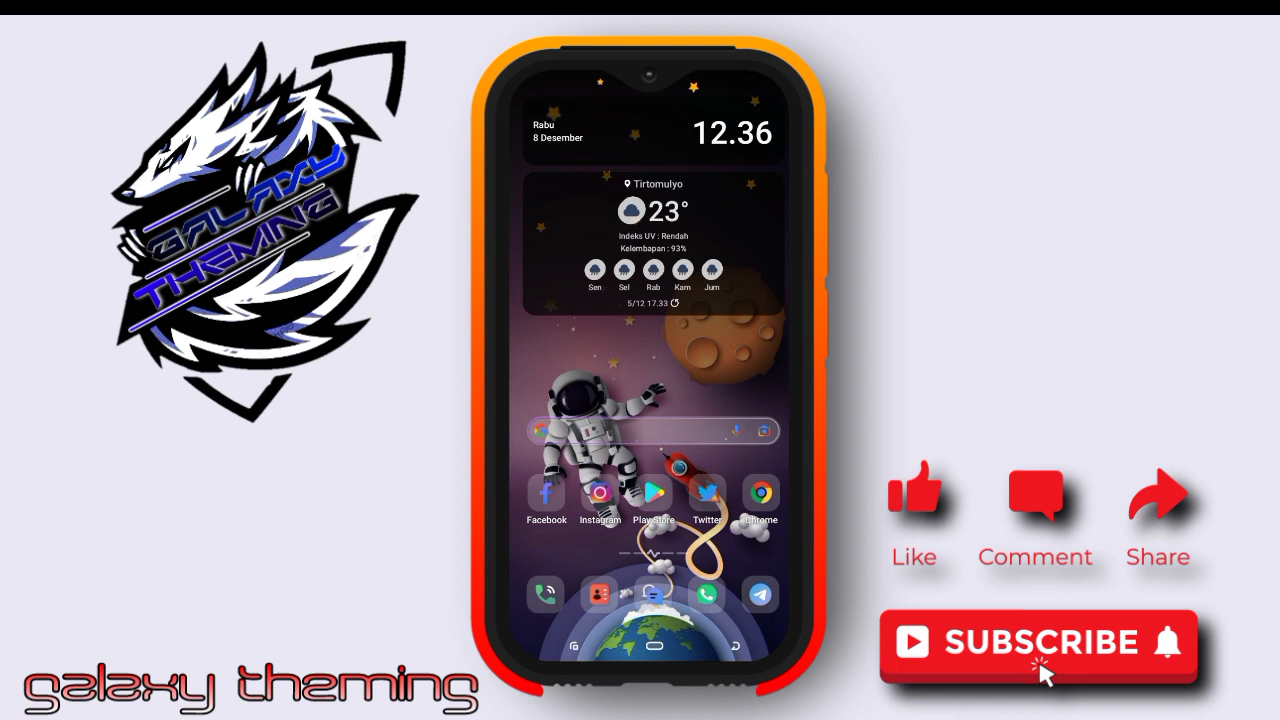 GALAXY
THEMING
Rabu
8 Desember
12.36
Tirtomulyo
23°
Indeks UV : Rendah
Kelembapan : 93%
Sen Sel Rab Kam Jum
5/12 17.33
Facebook Instagram Play Store Twitter Chrome
Like Comment Share
SUBSCRIBE
galaxy theming